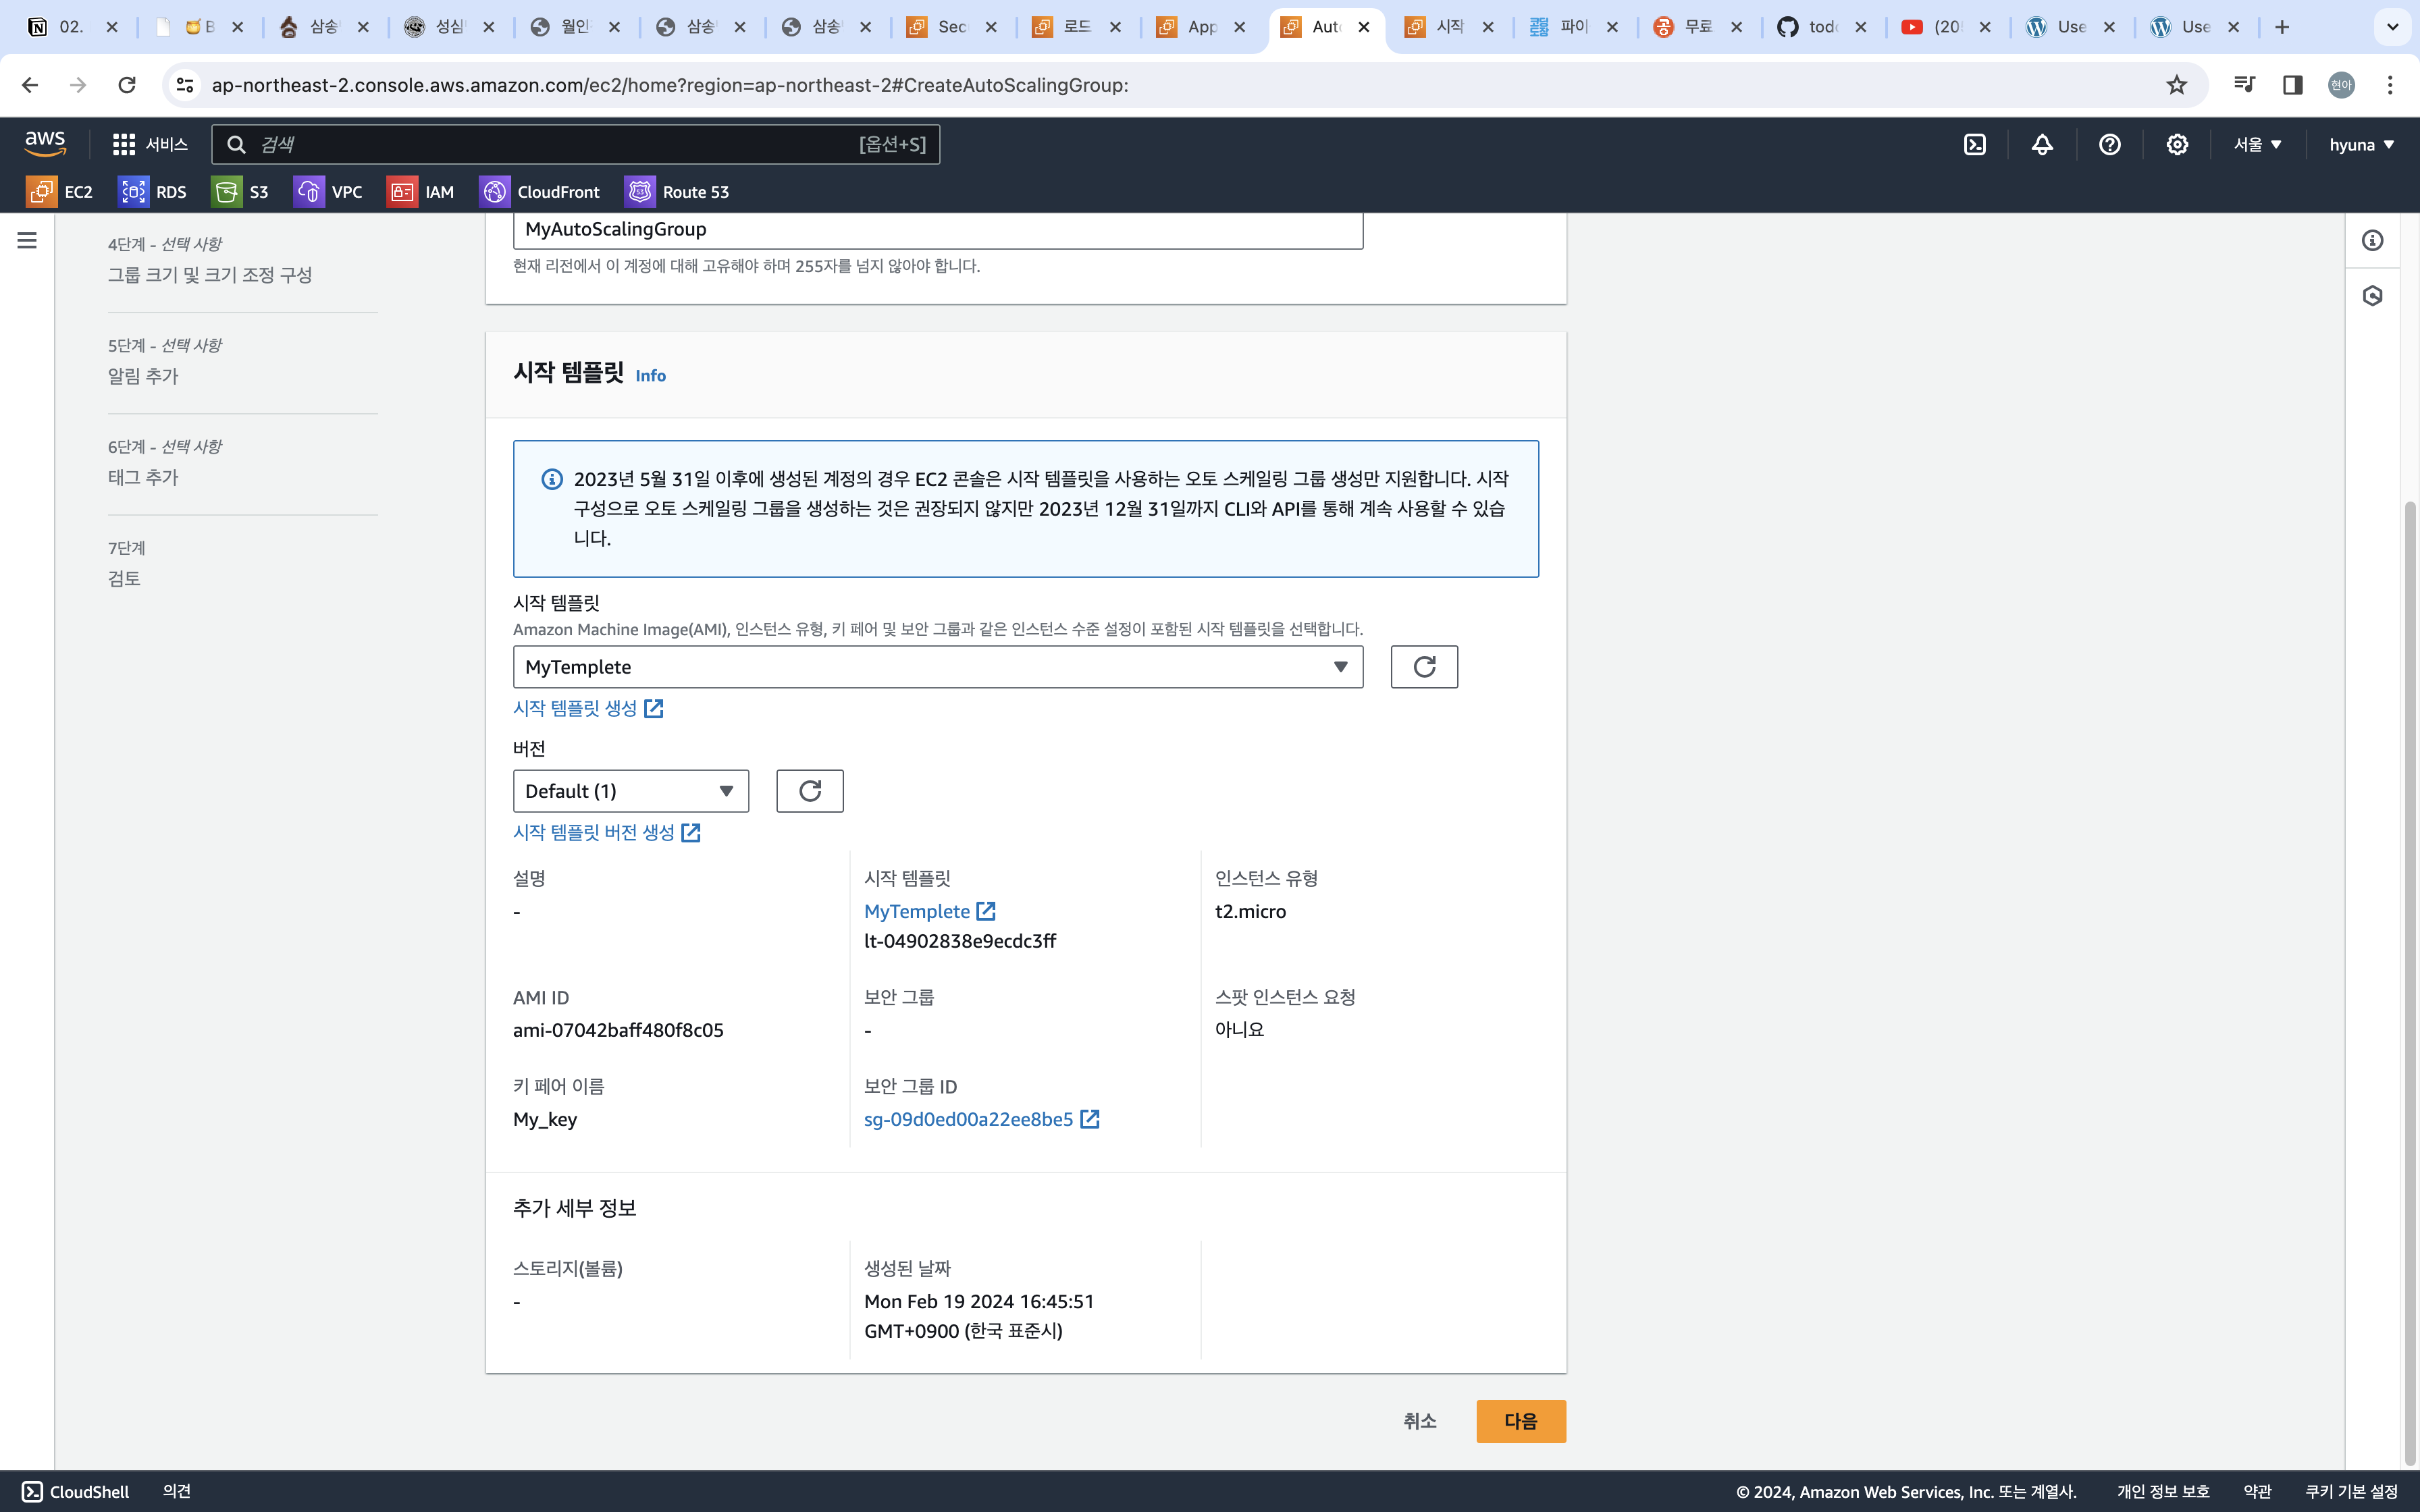 02.
B
삼송
성심
월인
삼송
삼송
Sec
로드
App
Aut
시작
코딩
파이
공
무료
todo
(20
Use
Use
ap-northeast-2.console.aws.amazon.com/ec2/home?region=ap-northeast-2#CreateAutoScalingGroup:
현아
aws
서비스
검색
[옵션+S]
서울
hyuna
EC2
RDS
S3
VPC
IAM
CloudFront
Route 53
4단계 - 선택 사항
그룹 크기 및 크기 조정 구성
5단계 - 선택 사항
알림 추가
6단계 - 선택 사항
태그 추가
7단계
검토
MyAutoScalingGroup
현재 리전에서 이 계정에 대해 고유해야 하며 255자를 넘지 않아야 합니다.
시작 템플릿 Info
2023년 5월 31일 이후에 생성된 계정의 경우 EC2 콘솔은 시작 템플릿을 사용하는 오토 스케일링 그룹 생성만 지원합니다. 시작
구성으로 오토 스케일링 그룹을 생성하는 것은 권장되지 않지만 2023년 12월 31일까지 CLI와 API를 통해 계속 사용할 수 있습
니다.
시작 템플릿
Amazon Machine Image(AMI), 인스턴스 유형, 키 페어 및 보안 그룹과 같은 인스턴스 수준 설정이 포함된 시작 템플릿을 선택합니다.
MyTemplete
시작 템플릿 생성
버전
Default (1)
시작 템플릿 버전 생성
설명
-
시작 템플릿
MyTemplete
lt-04902838e9ecdc3ff
인스턴스 유형
t2.micro
AMI ID
ami-07042baff480f8c05
보안 그룹
-
스팟 인스턴스 요청
아니요
키 페어 이름
My_key
보안 그룹 ID
sg-09d0ed00a22ee8be5
추가 세부 정보
스토리지(볼륨)
-
생성된 날짜
Mon Feb 19 2024 16:45:51
GMT+0900 (한국 표준시)
취소
다음
CloudShell
의견
© 2024, Amazon Web Services, Inc. 또는 계열사.
개인 정보 보호
약관
쿠키 기본 설정